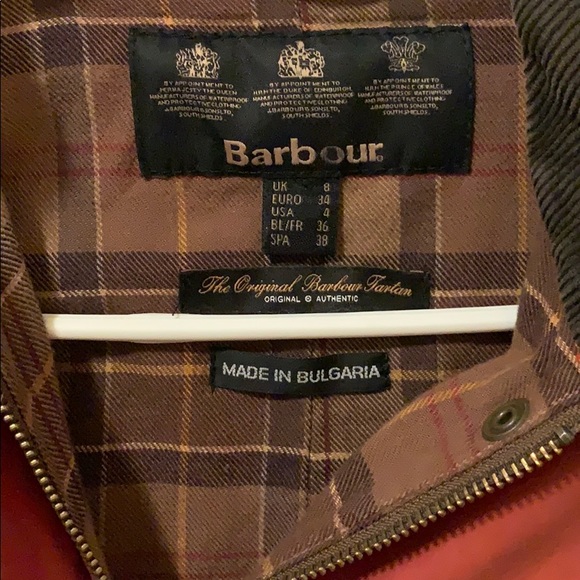 BY APPOINTMENT TO
HER MAJESTY THE QUEEN
MANUFACTURERS OF WATERPROOF
AND PROTECTIVE CLOTHING
J.BARBOUR & SONS LTD,
SOUTH SHIELDS.
BY APPOINTMENT TO
H.R.H. THE DUKE OF EDINBURGH
MANUFACTURERS OF WATERPROOF
AND PROTECTIVE CLOTHING
J.BARBOUR & SONS LTD,
SOUTH SHIELDS.
BY APPOINTMENT TO
H.R.H. THE PRINCE OF WALES
MANUFACTURERS OF WATERPROOF
AND PROTECTIVE CLOTHING
J.BARBOUR & SONS LTD,
SOUTH SHIELDS.
Barbour
UK 8
EURO 34
USA 4
BL/FR 36
SPA 38
The Original Barbour Tartan
ORIGINAL © AUTHENTIC
MADE IN BULGARIA